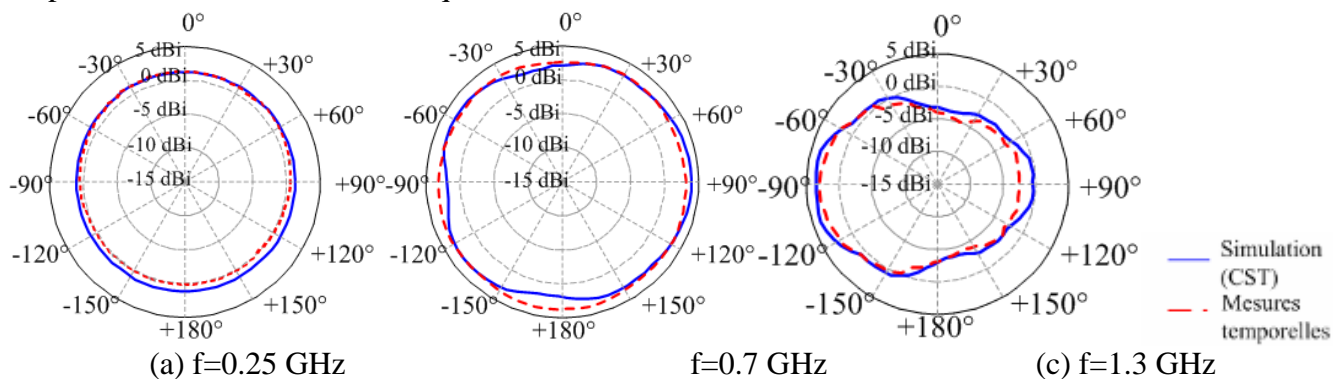 0°
5 dBi
-30°
+30°
0 dBi
-60°
+60°
-5 dBi
-10 dBi
-90°
-15 dBi
+90°
-120°
+120°
-150°
+150°
+180°
(a) f=0.25 GHz
0°
5 dBi
-30°
+30°
0 dBi
-60°
+60°
-5 dBi
-10 dBi
-90°
-15 dBi
+90°
-120°
+120°
-150°
+150°
+180°
f=0.7 GHz
0°
5 dBi
-30°
+30°
0 dBi
-60°
+60°
-5 dBi
-10 dBi
-90°
-15 dBi
+90°
-120°
+120°
-150°
+150°
+180°
(c) f=1.3 GHz
Simulation
(CST)
Mesures
temporelles